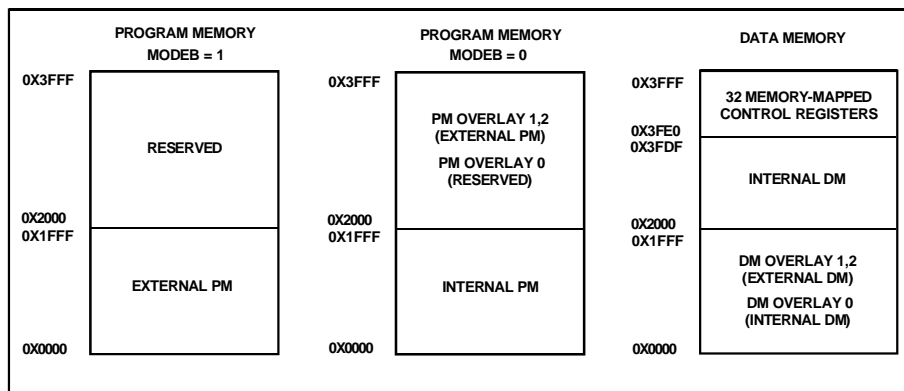 PROGRAM MEMORY
MODEB = 1
0X3FFF
RESERVED
0X2000
0X1FFF
EXTERNAL PM
0X0000
PROGRAM MEMORY
MODEB = 0
0X3FFF
PM OVERLAY 1,2
(EXTERNAL PM)
PM OVERLAY 0
(RESERVED)
0X2000
0X1FFF
INTERNAL PM
0X0000
DATA MEMORY
0X3FFF
32 MEMORY-MAPPED
CONTROL REGISTERS
0X3FE0
0X3FDF
INTERNAL DM
0X2000
0X1FFF
DM OVERLAY 1,2
(EXTERNAL DM)
DM OVERLAY 0
(INTERNAL DM)
0X0000